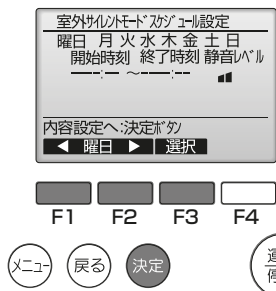 室外サイレントモードスケジュール設定
曜日 月 火 水 木 金 土 日
開始時刻 終了時刻 静音レベル
--:-- ～--:--
内容設定へ:決定ボタン
◀ 曜日 ▶ 選択
F1 F2 F3 F4
メニュー 戻る 決定